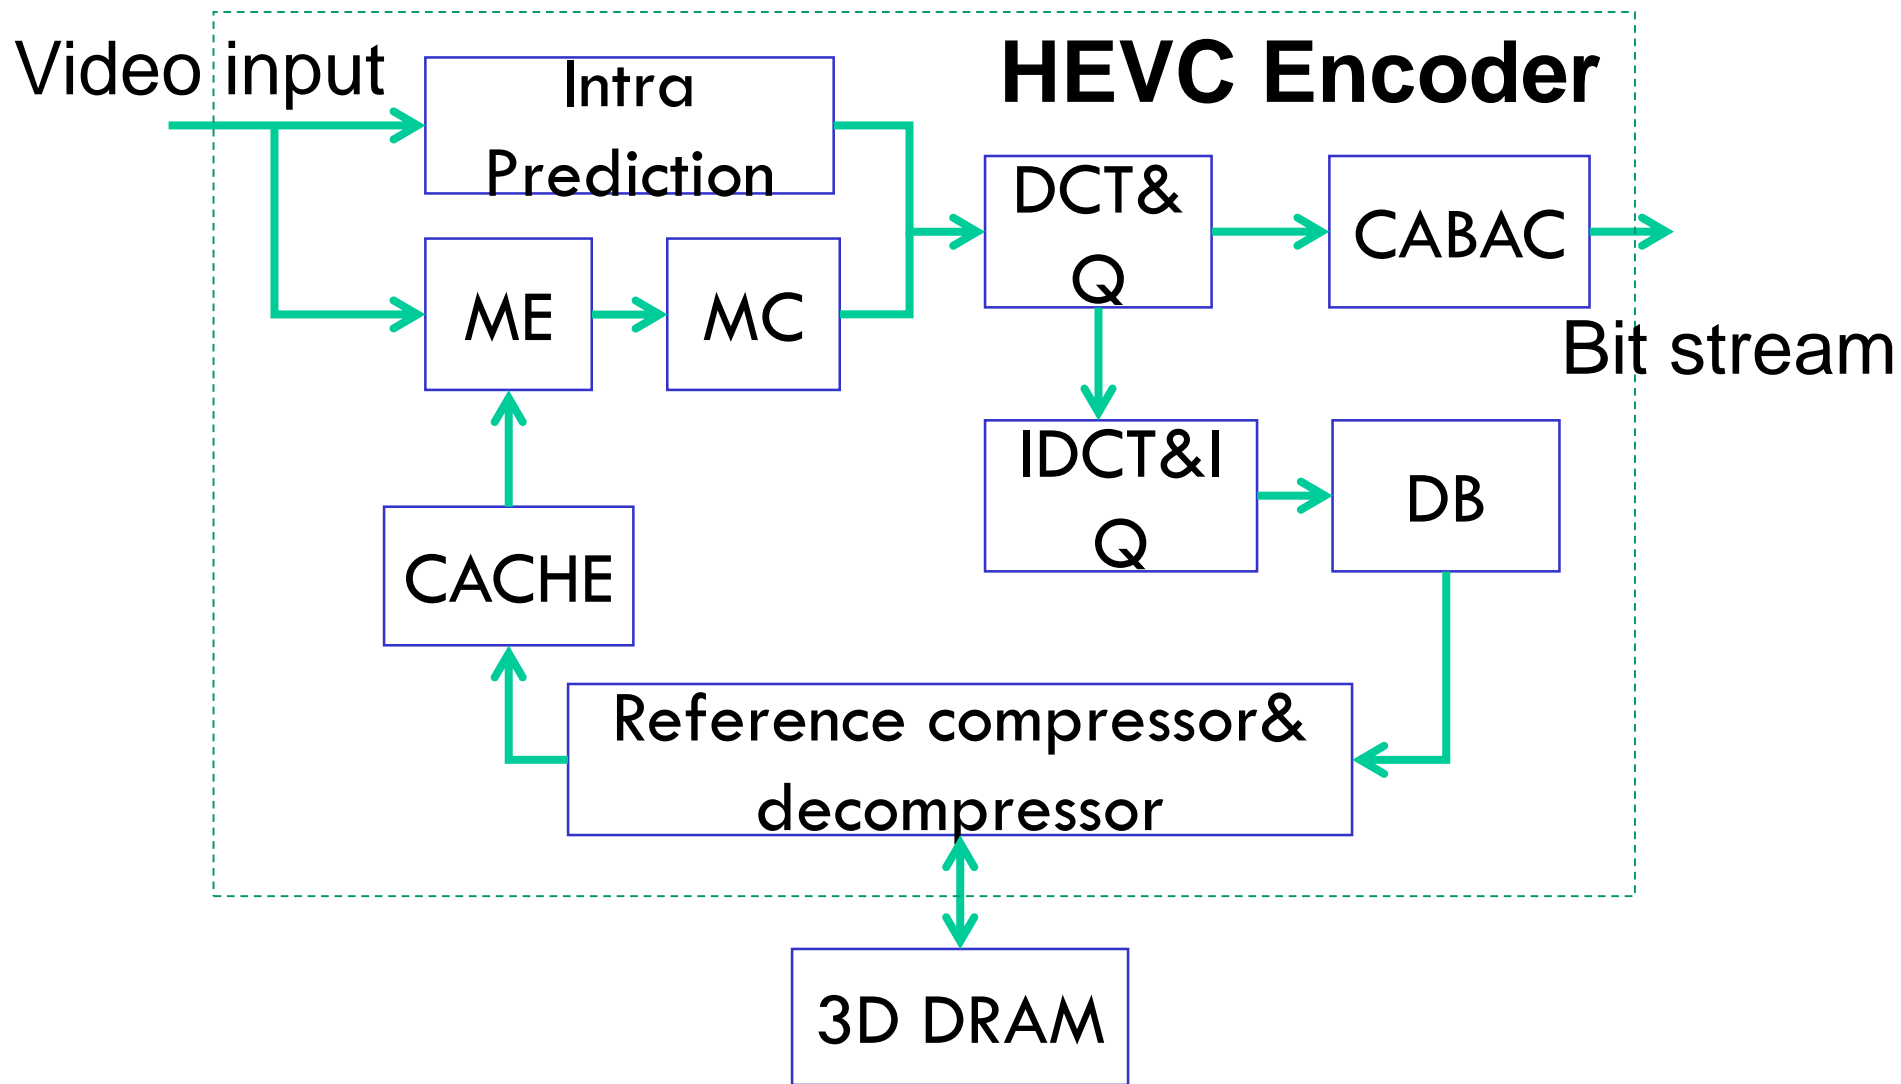 Video input
HEVC Encoder
Intra
Prediction
DCT&
Q
CABAC
ME
MC
Bit stream
IDCT&I
Q
DB
CACHE
Reference compressor&
decompressor
3D DRAM